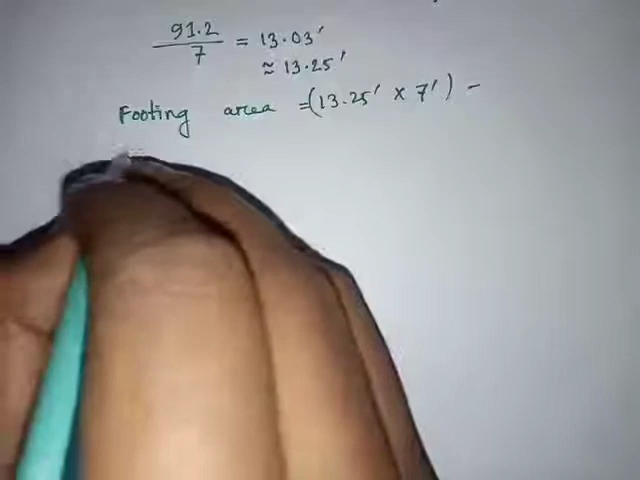 91.2
7 = 13.03'
≈ 13.25'
Footing area = (13.25' × 7') -